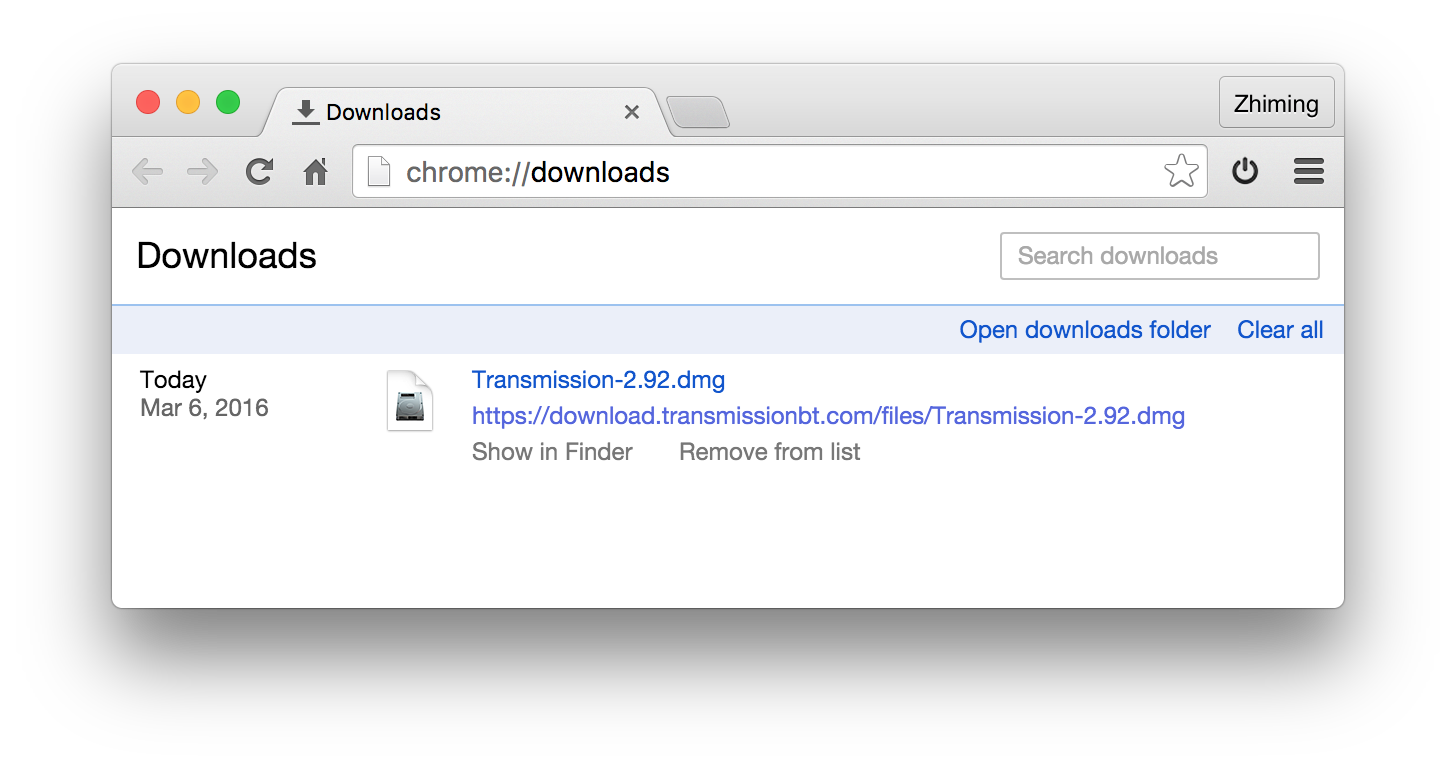 Downloads
Zhiming
chrome://downloads
Downloads
Search downloads
Open downloads folder Clear all
Today
Mar 6, 2016
Transmission-2.92.dmg
https://download.transmissionbt.com/files/Transmission-2.92.dmg
Show in Finder Remove from list